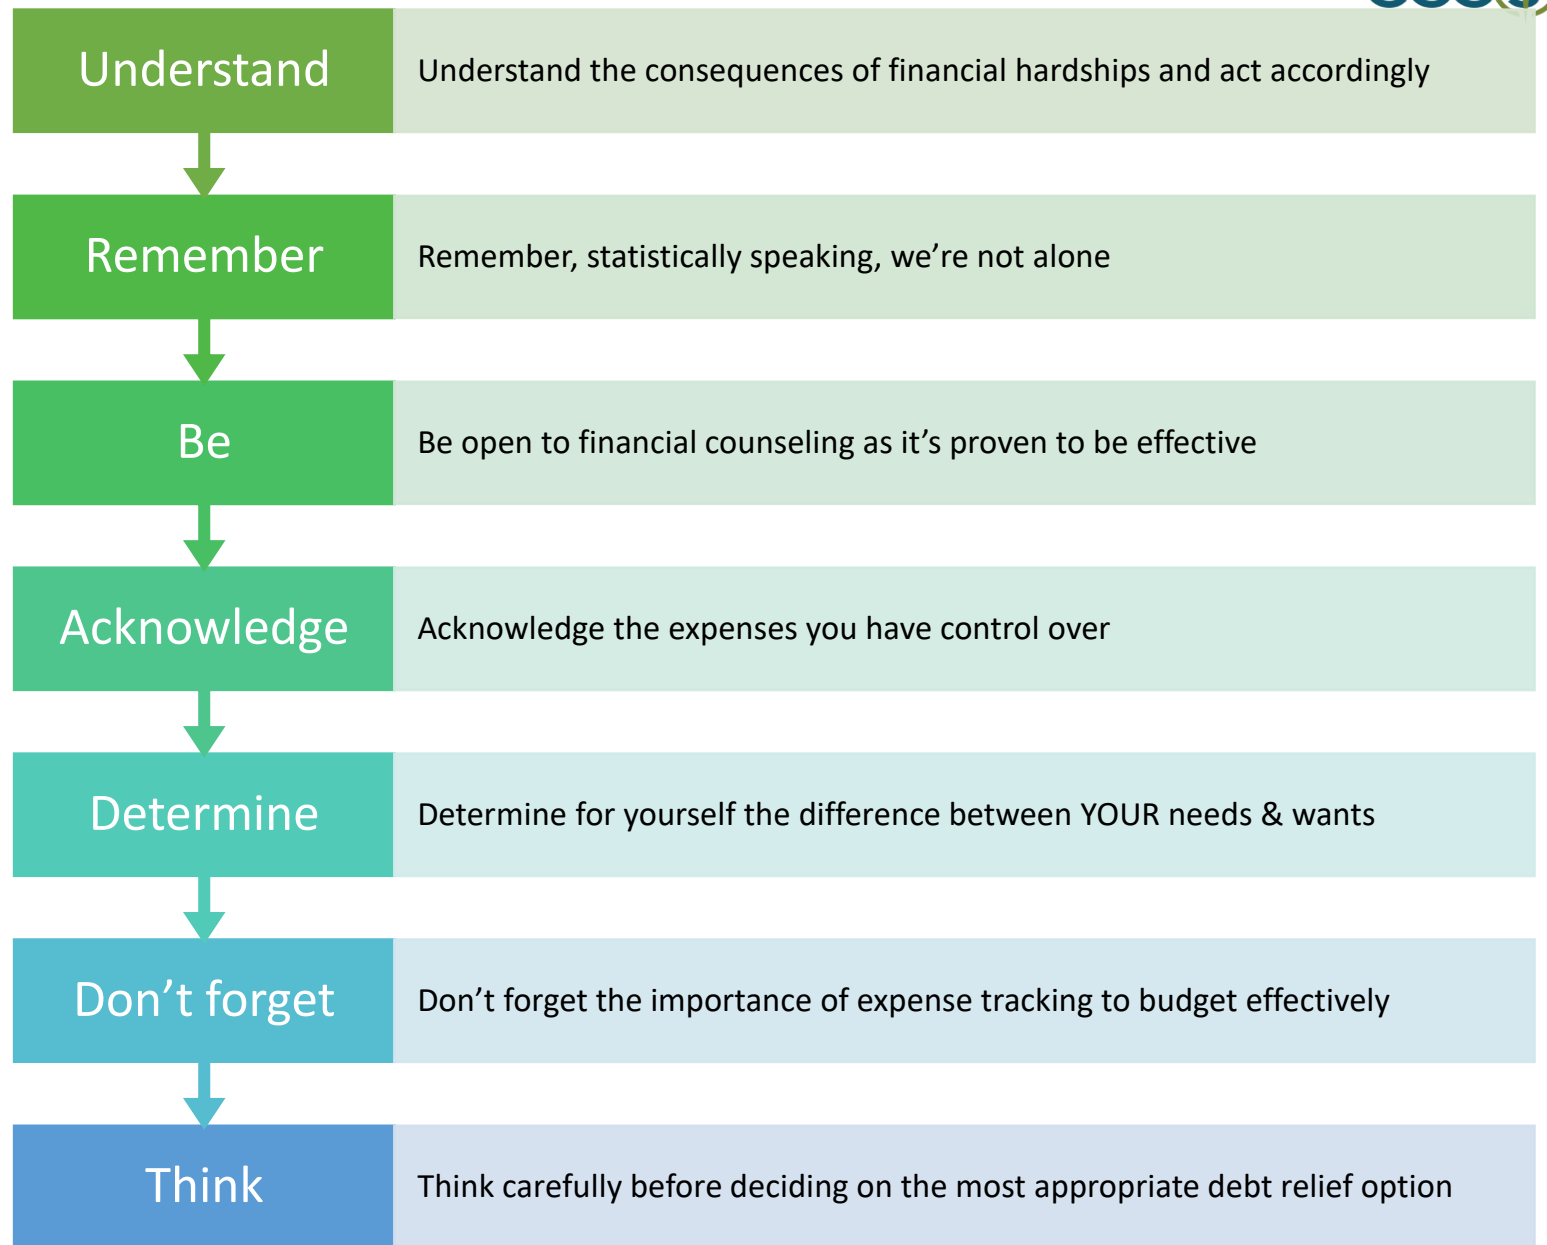 Understand
Understand the consequences of financial hardships and act accordingly
Remember
Remember, statistically speaking, we’re not alone
Be
Be open to financial counseling as it’s proven to be effective
Acknowledge
Acknowledge the expenses you have control over
Determine
Determine for yourself the difference between YOUR needs & wants
Don’t forget
Don’t forget the importance of expense tracking to budget effectively
Think
Think carefully before deciding on the most appropriate debt relief option